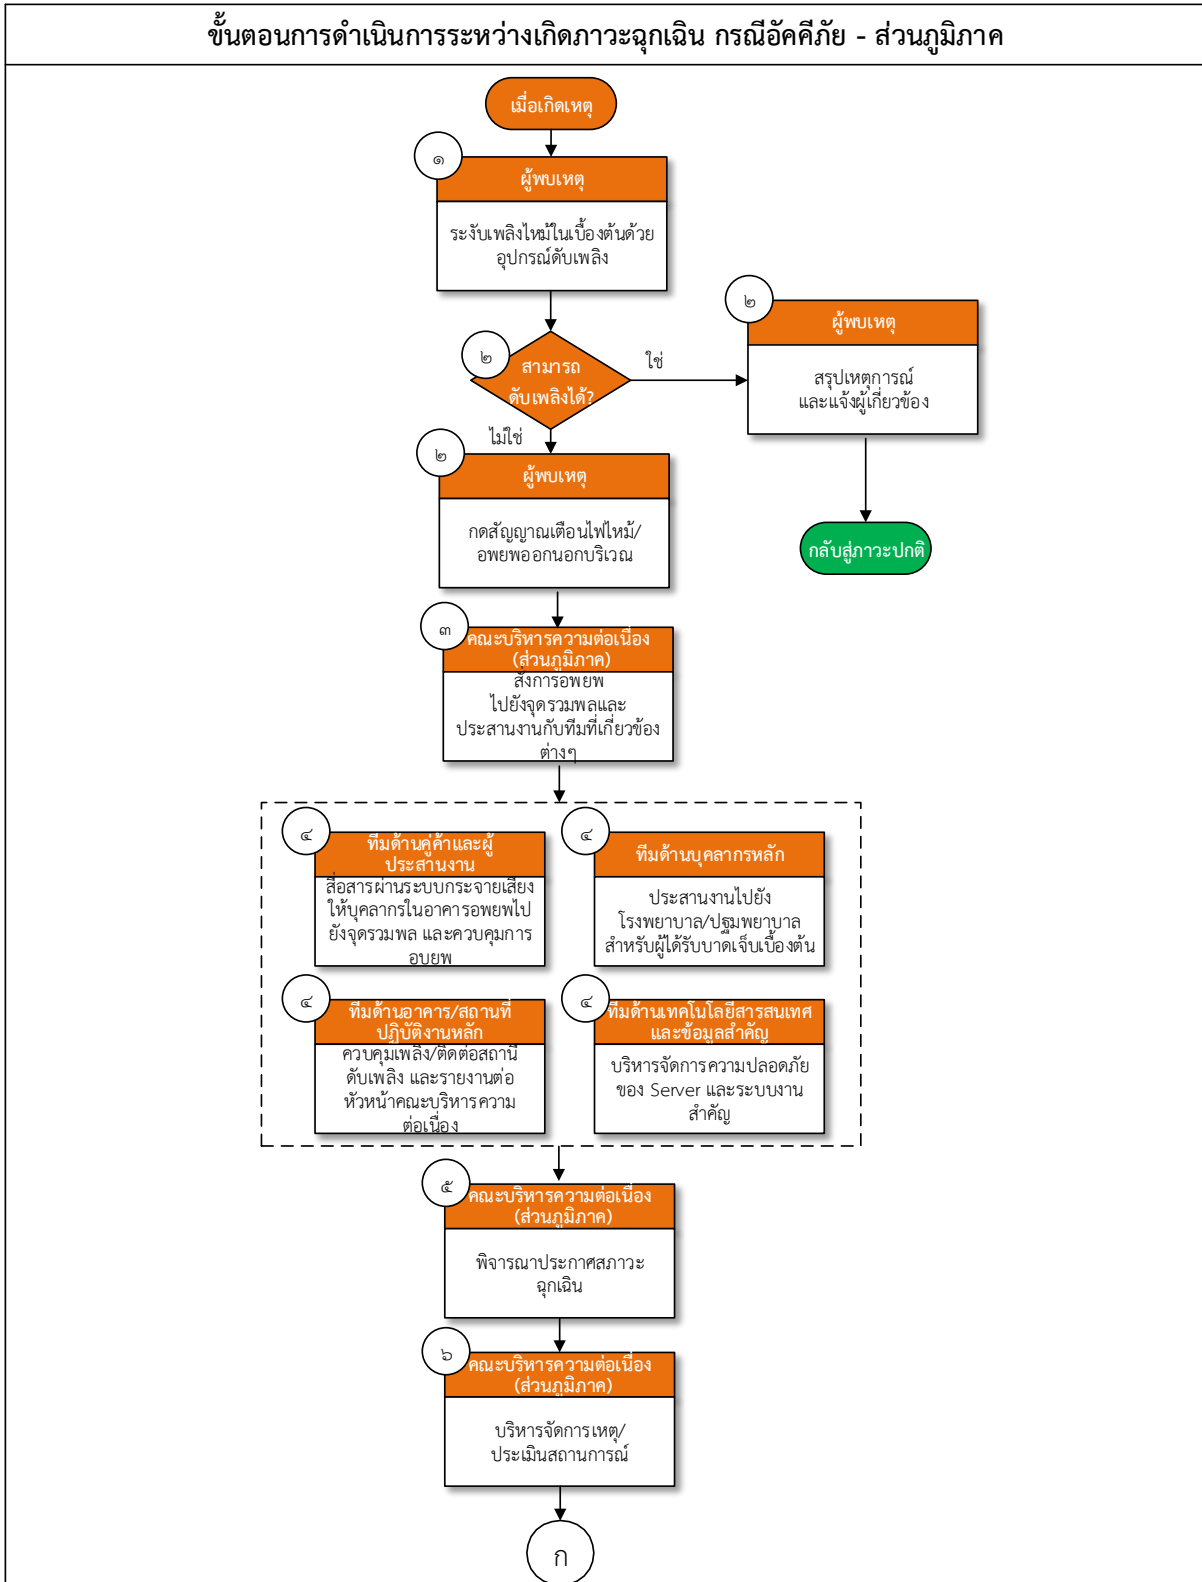 ขั้นตอนการดำเนินการระหว่างเกิดภาวะฉุกเฉิน กรณีอัคคีภัย - ส่วนภูมิภาค
เมื่อเกิดเหตุ
๑
ผู้พบเหตุ
ระงับเพลิงไหม้ในเบื้องต้นด้วย
อุปกรณ์ดับเพลิง
๒
สามารถ
ดับเพลิงได้?
ใช่
๒
ผู้พบเหตุ
สรุปเหตุการณ์
และแจ้งผู้เกี่ยวข้อง
กลับสู่ภาวะปกติ
ไม่ใช่
๒
ผู้พบเหตุ
กดสัญญาณเตือนไฟไหม้/
อพยพออกนอกบริเวณ
๓
คณะบริหารความต่อเนื่อง
(ส่วนภูมิภาค)
สั่งการอพยพ
ไปยังจุดรวมพลและ
ประสานงานกับทีมที่เกี่ยวข้อง
ต่างๆ
๔
ทีมด้านคู่ค้าและผู้
ประสานงาน
สื่อสารผ่านระบบกระจายเสียง
ให้บุคลากรในอาคารอพยพไป
ยังจุดรวมพล และควบคุมการ
อบยพ
๔
ทีมด้านบุคลากรหลัก
ประสานงานไปยัง
โรงพยาบาล/ปฐมพยาบาล
สำหรับผู้ได้รับบาดเจ็บเบื้องต้น
๔
ทีมด้านอาคาร/สถานที่
ปฏิบัติงานหลัก
ควบคุมเพลิง/ติดต่อสถานี
ดับเพลิง และรายงานต่อ
หัวหน้าคณะบริหารความ
ต่อเนื่อง
๔
ทีมด้านเทคโนโลยีสารสนเทศ
และข้อมูลสำคัญ
บริหารจัดการความปลอดภัย
ของ Server และระบบงาน
สำคัญ
๕
คณะบริหารความต่อเนื่อง
(ส่วนภูมิภาค)
พิจารณาประกาศสภาวะ
ฉุกเฉิน
๖
คณะบริหารความต่อเนื่อง
(ส่วนภูมิภาค)
บริหารจัดการเหตุ/
ประเมินสถานการณ์
ก